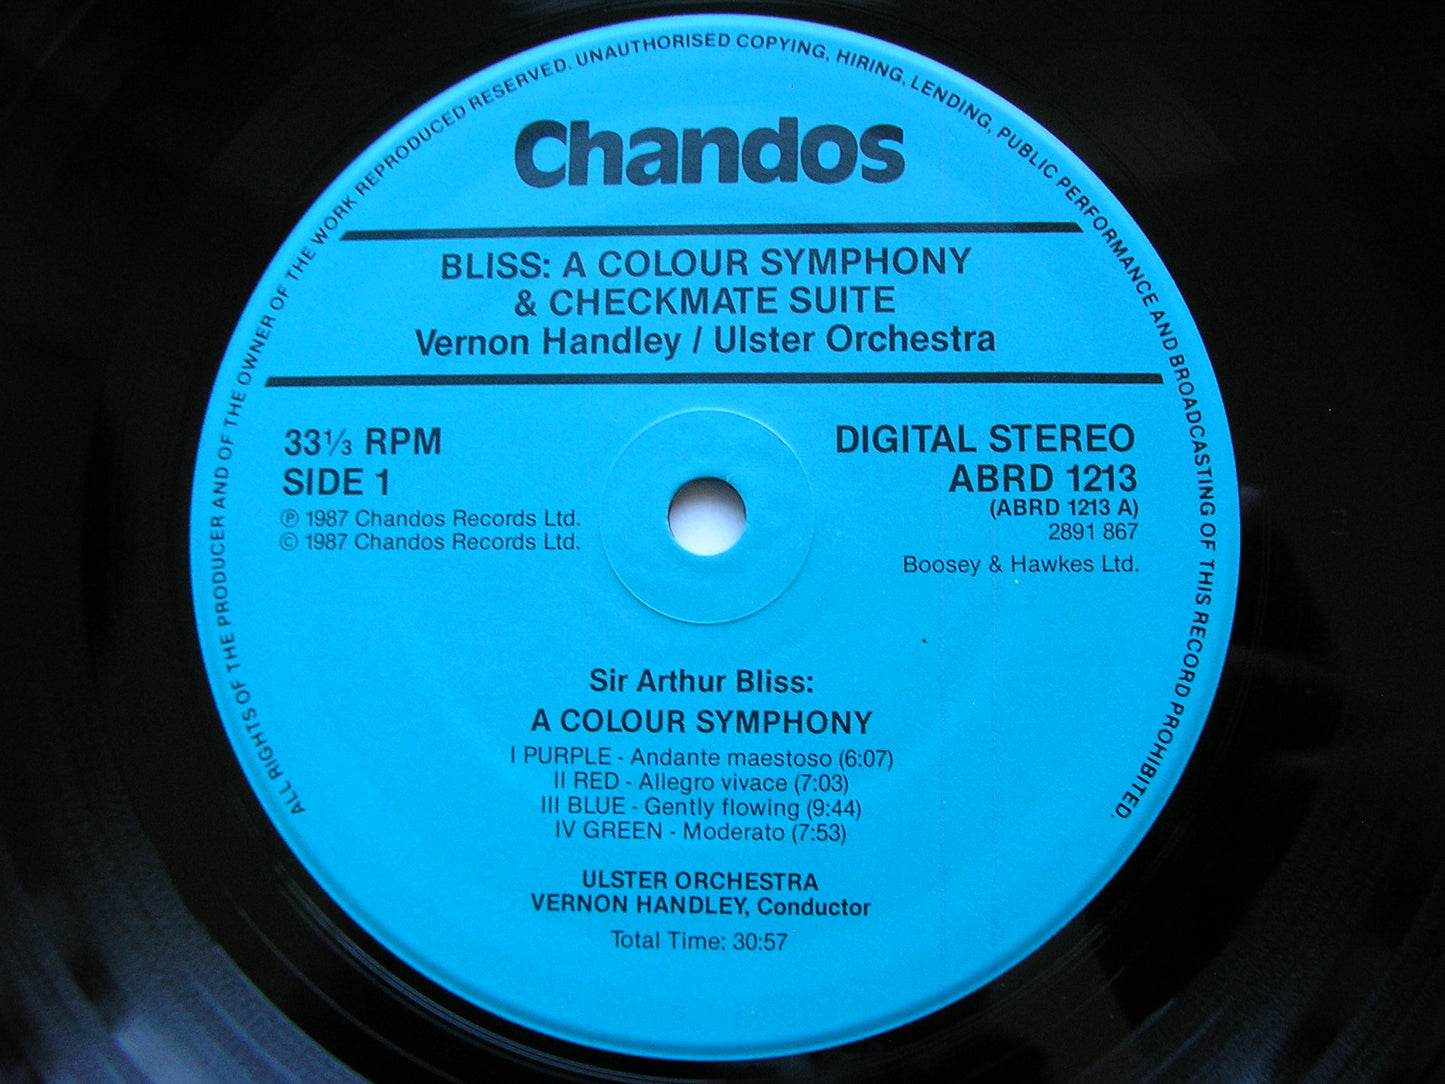 ALL RIGHTS OF THE PRODUCER AND OF THE OWNER OF THE WORK REPRODUCED RESERVED. UNAUTHORISED COPYING, HIRING, LENDING, PUBLIC PERFORMANCE AND BROADCASTING OF THIS RECORD PROHIBITED.
Chandos
BLISS: A COLOUR SYMPHONY
& CHECKMATE SUITE
Vernon Handley / Ulster Orchestra
33⅓ RPM
SIDE 1
℗ 1987 Chandos Records Ltd.
© 1987 Chandos Records Ltd.
DIGITAL STEREO
ABRD 1213
(ABRD 1213 A)
2891 867
Boosey & Hawkes Ltd.
Sir Arthur Bliss:
A COLOUR SYMPHONY
I PURPLE - Andante maestoso (6:07)
II RED - Allegro vivace (7:03)
III BLUE - Gently flowing (9:44)
IV GREEN - Moderato (7:53)
ULSTER ORCHESTRA
VERNON HANDLEY, Conductor
Total Time: 30:57